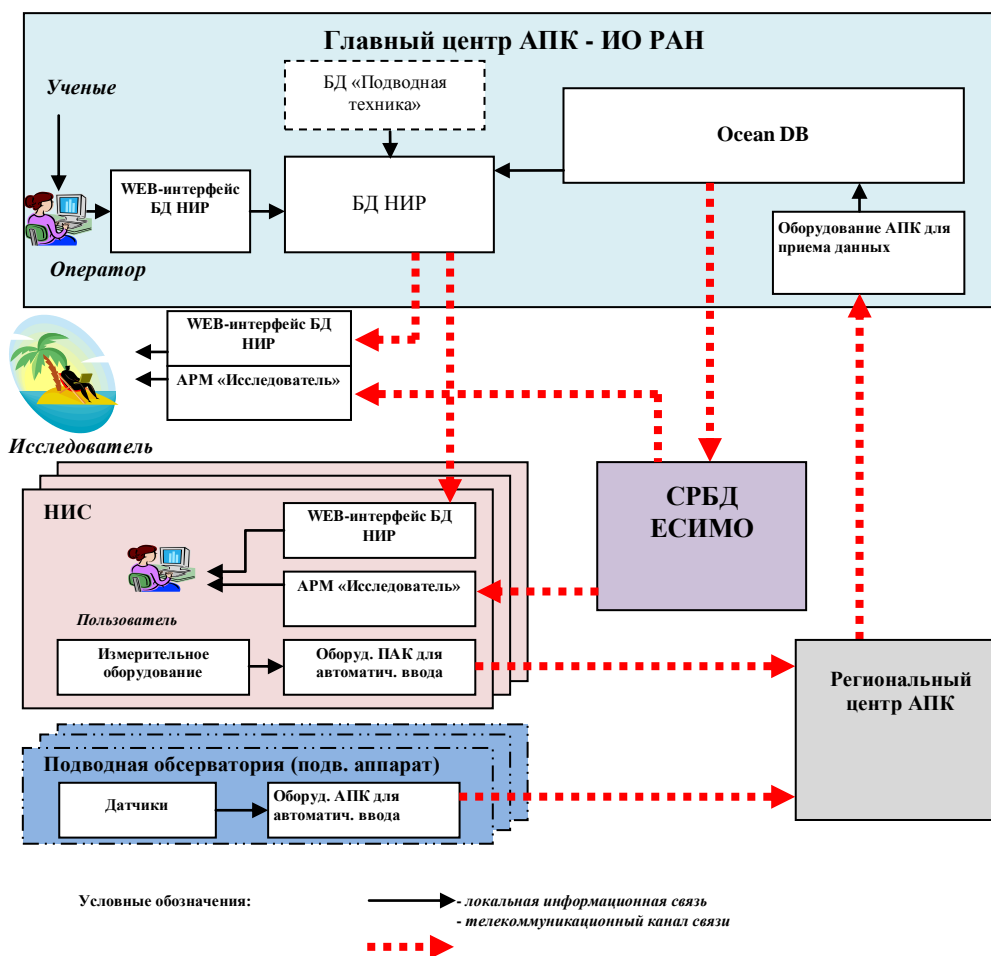 Главный центр АПК - ИО РАН
Ученые
БД «Подводная
техника»
Ocean DB
WEB-интерфейс
БД НИР
БД НИР
Оборудование АПК для
приема данных
Оператор
WEB-интерфейс БД
НИР
АРМ «Исследователь»
Исследователь
НИС
WEB-интерфейс БД
НИР
СРБД
ЕСИМО
АРМ «Исследователь»
Пользователь
Измерительное
оборудование
Оборуд. ПАК для
автоматич. ввода
Региональный
центр АПК
Подводная обсерватория (подв. аппарат)
Датчики
Оборуд. АПК для
автоматич. ввода
Условные обозначения:
- локальная информационная связь
- телекоммуникационный канал связи